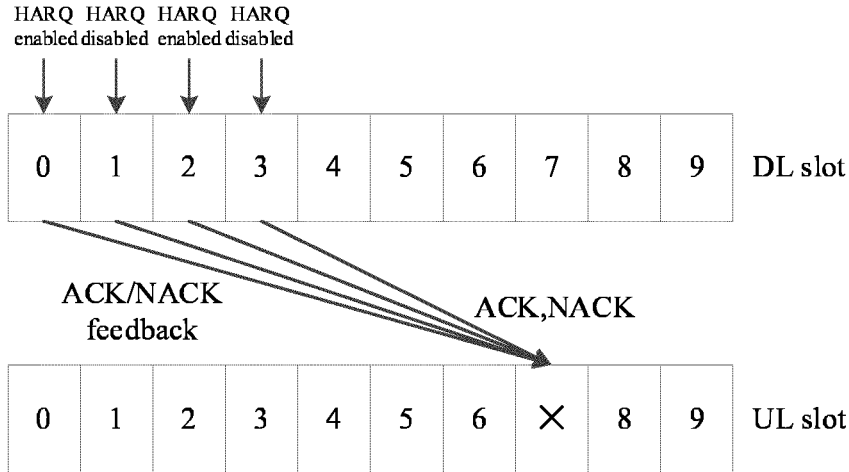 HARQ HARQ HARQ HARQ
enabled disabled enabled disabled
0 1 2 3 4 5 6 7 8 9 DL slot
ACK/NACK
feedback
ACK,NACK
0 1 2 3 4 5 6 × 8 9 UL slot